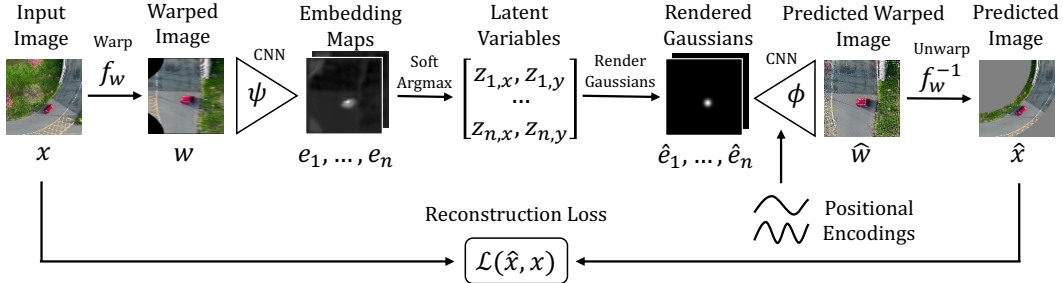 Input
Image
Warp
f_w
Warped
Image
CNN
ψ
Embedding
Maps
Soft
Argmax
Latent
Variables
z_{1,x}, z_{1,y}
...
z_{n,x}, z_{n,y}
Render
Gaussians
Rendered
Gaussians
CNN
ϕ
Predicted Warped
Image
Unwarp
f_w^{-1}
Predicted
Image
x
w
e_1, ... , e_n
ê_1, ... , ê_n
ŵ
x̂
Positional
Encodings
Reconstruction Loss
ℒ(x̂, x)